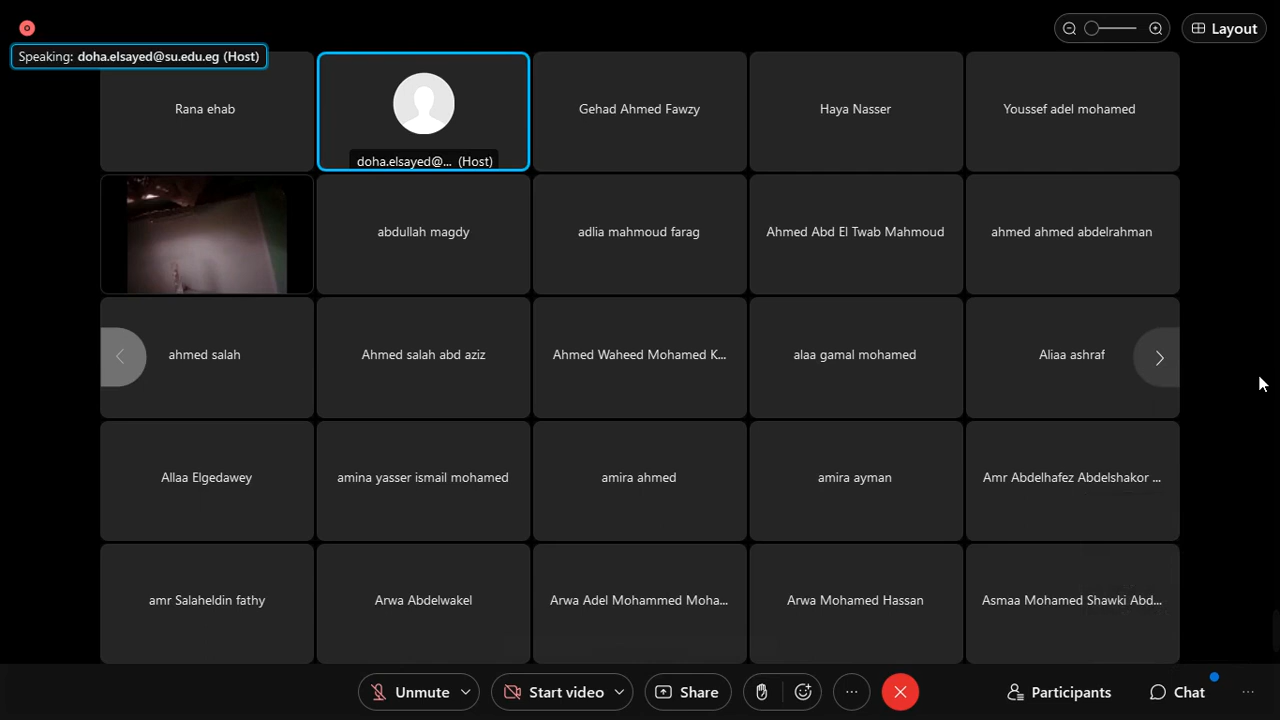 Layout
Speaking: doha.elsayed@su.edu.eg (Host)
Rana ehab
doha.elsayed@... (Host)
Gehad Ahmed Fawzy
Haya Nasser
Youssef adel mohamed
abdullah magdy
adlia mahmoud farag
Ahmed Abd El Twab Mahmoud
ahmed ahmed abdelrahman
ahmed salah
Ahmed salah abd aziz
Ahmed Waheed Mohamed K...
alaa gamal mohamed
Aliaa ashraf
Allaa Elgedawey
amina yasser ismail mohamed
amira ahmed
amira ayman
Amr Abdelhafez Abdelshakor ...
amr Salaheldin fathy
Arwa Abdelwakel
Arwa Adel Mohammed Moha...
Arwa Mohamed Hassan
Asmaa Mohamed Shawki Abd...
Unmute
Start video
Share
Participants
Chat